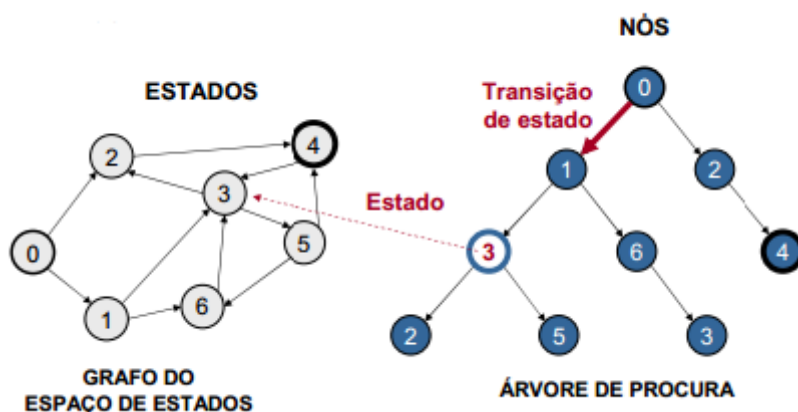 NÓS
ESTADOS
Transição
de estado
Estado
0
1
2
3
4
5
6
0
1
2
3
6
4
2
5
3
GRAFO DO
ESPAÇO DE ESTADOS
ÁRVORE DE PROCURA